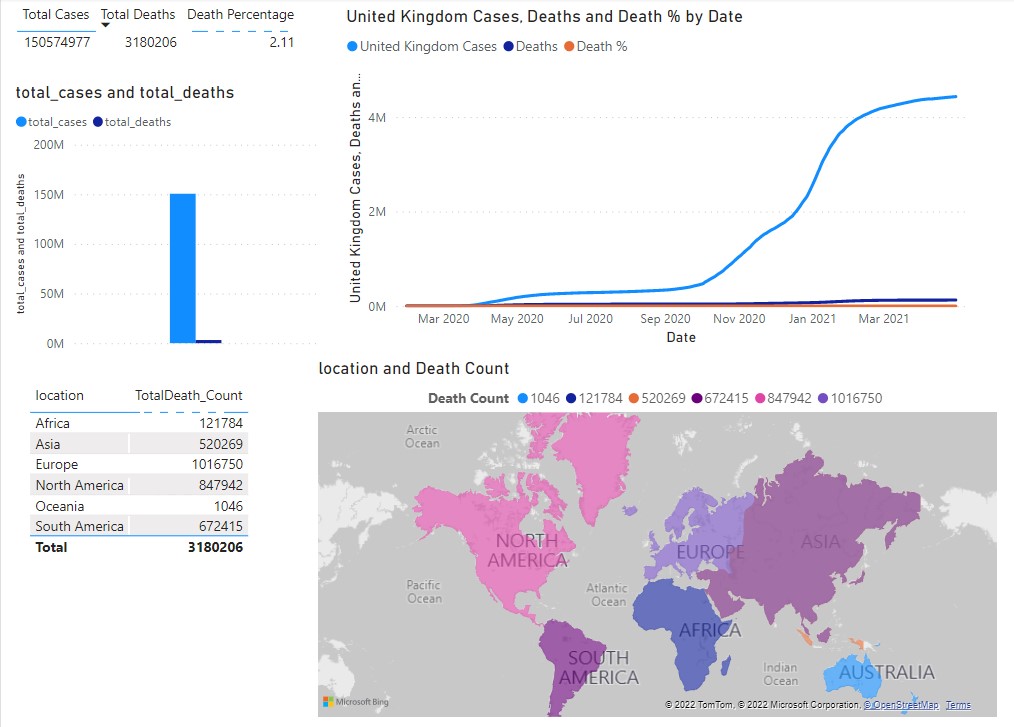 Total Cases Total Deaths Death Percentage
150574977 3180206 2.11
total_cases and total_deaths
total_cases total_deaths
total_cases and total_deaths
200M
150M
100M
50M
0M
United Kingdom Cases, Deaths and Death % by Date
United Kingdom Cases Deaths Death %
United Kingdom Cases, Deaths an...
4M
2M
0M
Mar 2020 May 2020 Jul 2020 Sep 2020 Nov 2020 Jan 2021 Mar 2021
Date
location TotalDeath_Count
Africa 121784
Asia 520269
Europe 1016750
North America 847942
Oceania 1046
South America 672415
Total 3180206
location and Death Count
Death Count 1046 121784 520269 672415 847942 1016750
Arctic
Ocean
NORTH
AMERICA
EUROPE
ASIA
Pacific
Ocean
Atlantic
Ocean
AFRICA
SOUTH
AMERICA
Indian
Ocean
AUSTRALIA
Microsoft Bing
© 2022 TomTom, © 2022 Microsoft Corporation, © OpenStreetMap Terms